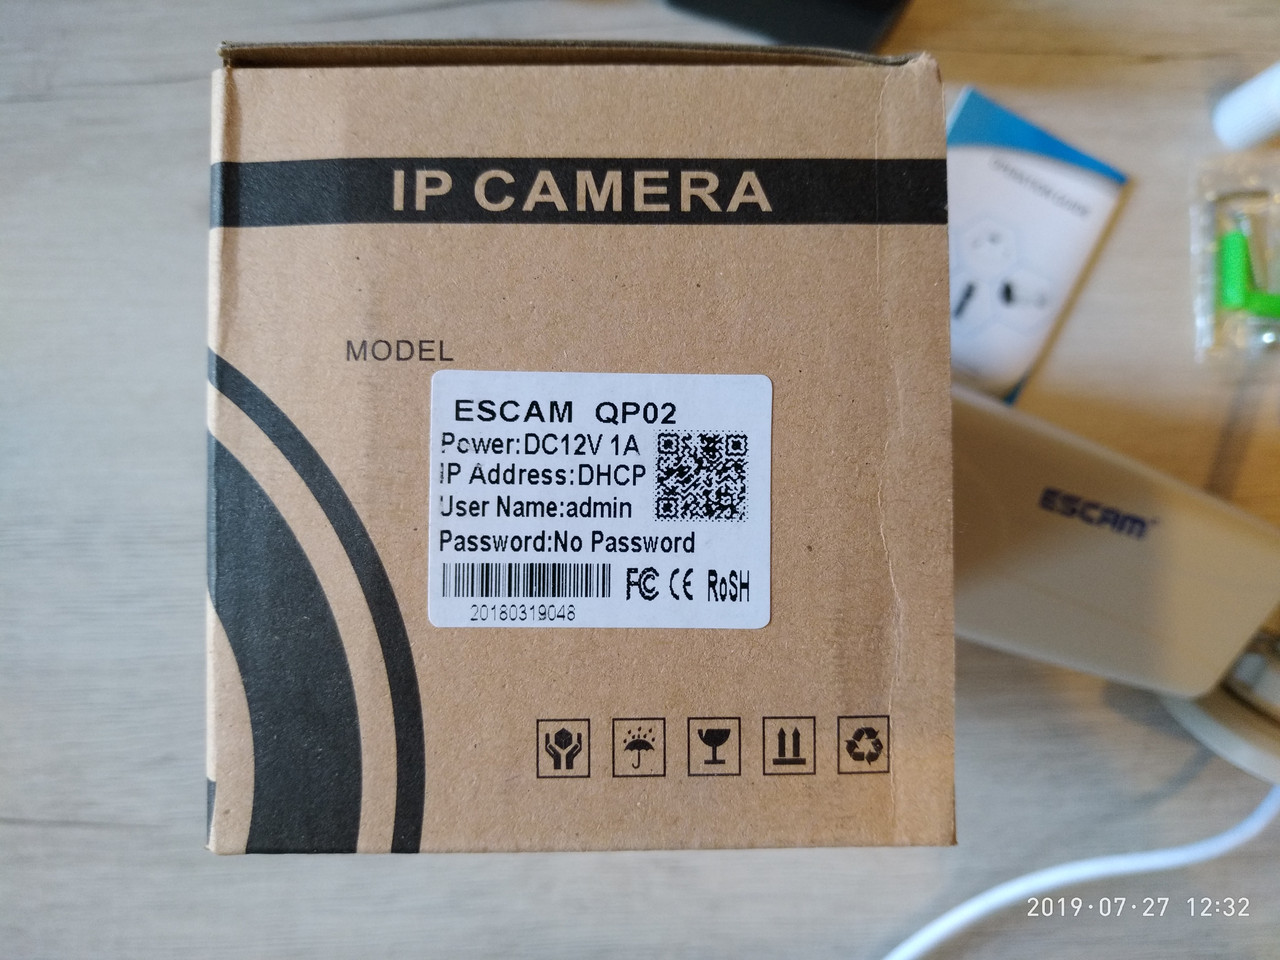 IP CAMERA
MODEL
ESCAM QP02
Power:DC12V 1A
IP Address:DHCP
User Name:admin
Password:No Password
FC CE RoSH
20180319048
ESCAM
2019·07·27 12:32